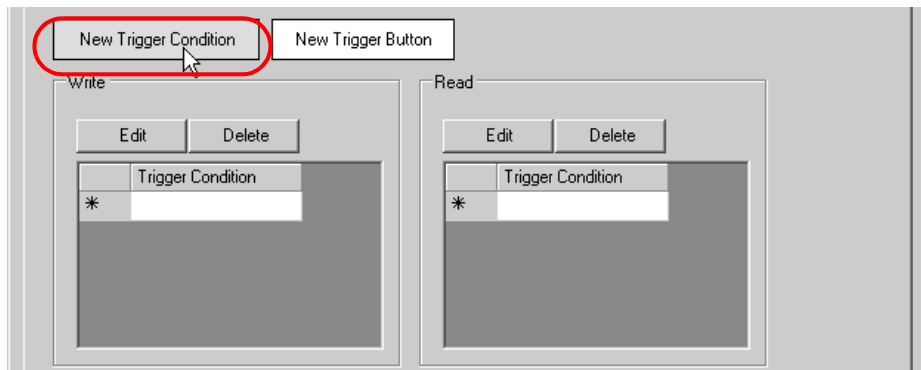 New Trigger Condition New Trigger Button
Write
Edit Delete
Trigger Condition
*
Read
Edit Delete
Trigger Condition
*